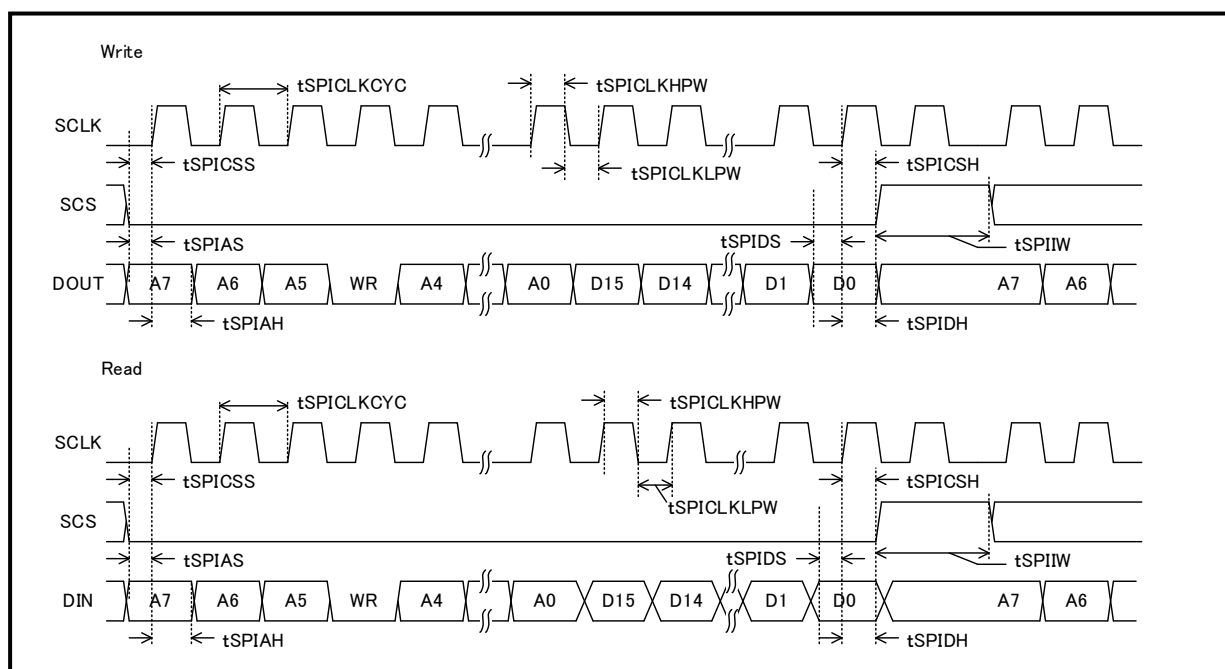 Write
tSPICLKCYC
tSPICLKHPW
SCLK
tSPICSS
tSPICLKLPW
tSPICSH
SCS
tSPIAS
tSPIDS
tSPIIW
DOUT A7 A6 A5 WR A4 A0 D15 D14 D1 D0 A7 A6
tSPIAH
tSPIDH
Read
tSPICLKCYC
tSPICLKHPW
SCLK
tSPICSS
tSPICSH
tSPICLKLPW
SCS
tSPIAS
tSPIDS
tSPIIW
DIN A7 A6 A5 WR A4 A0 D15 D14 D1 D0 A7 A6
tSPIAH
tSPIDH